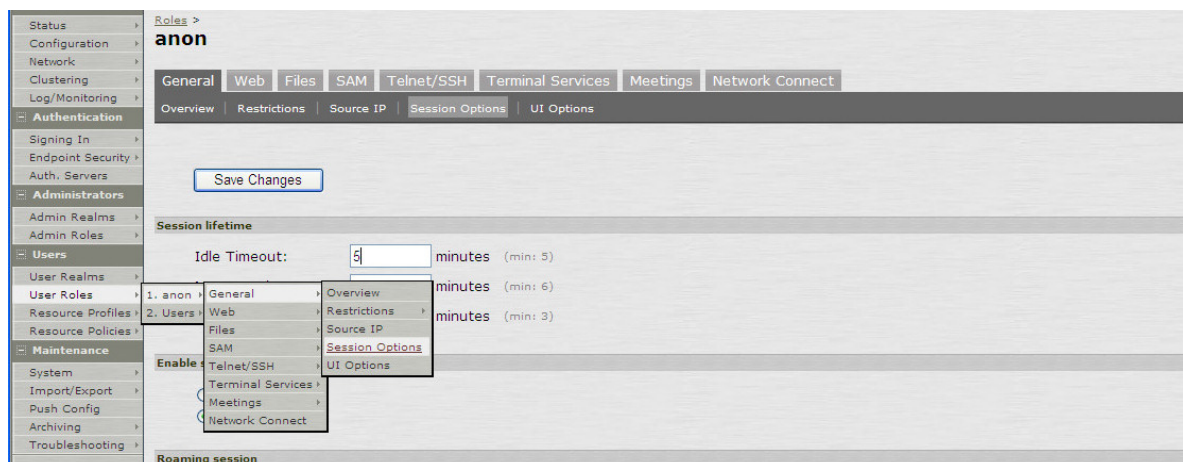 Status
Configuration
Network
Clustering
Log/Monitoring
Authentication
Signing In
Endpoint Security
Auth. Servers
Administrators
Admin Realms
Admin Roles
Users
User Realms
User Roles
Resource Profiles
Resource Policies
Maintenance
System
Import/Export
Push Config
Archiving
Troubleshooting
Roles >
anon
General Web Files SAM Telnet/SSH Terminal Services Meetings Network Connect
Overview | Restrictions | Source IP | Session Options | UI Options
Save Changes
Session lifetime
Idle Timeout: 5 minutes (min: 5)
minutes (min: 6)
minutes (min: 3)
1. anon
2. Users
General
Web
Files
SAM
Telnet/SSH
Terminal Services
Meetings
Network Connect
Overview
Restrictions
Source IP
Session Options
UI Options
Enable
Roaming session